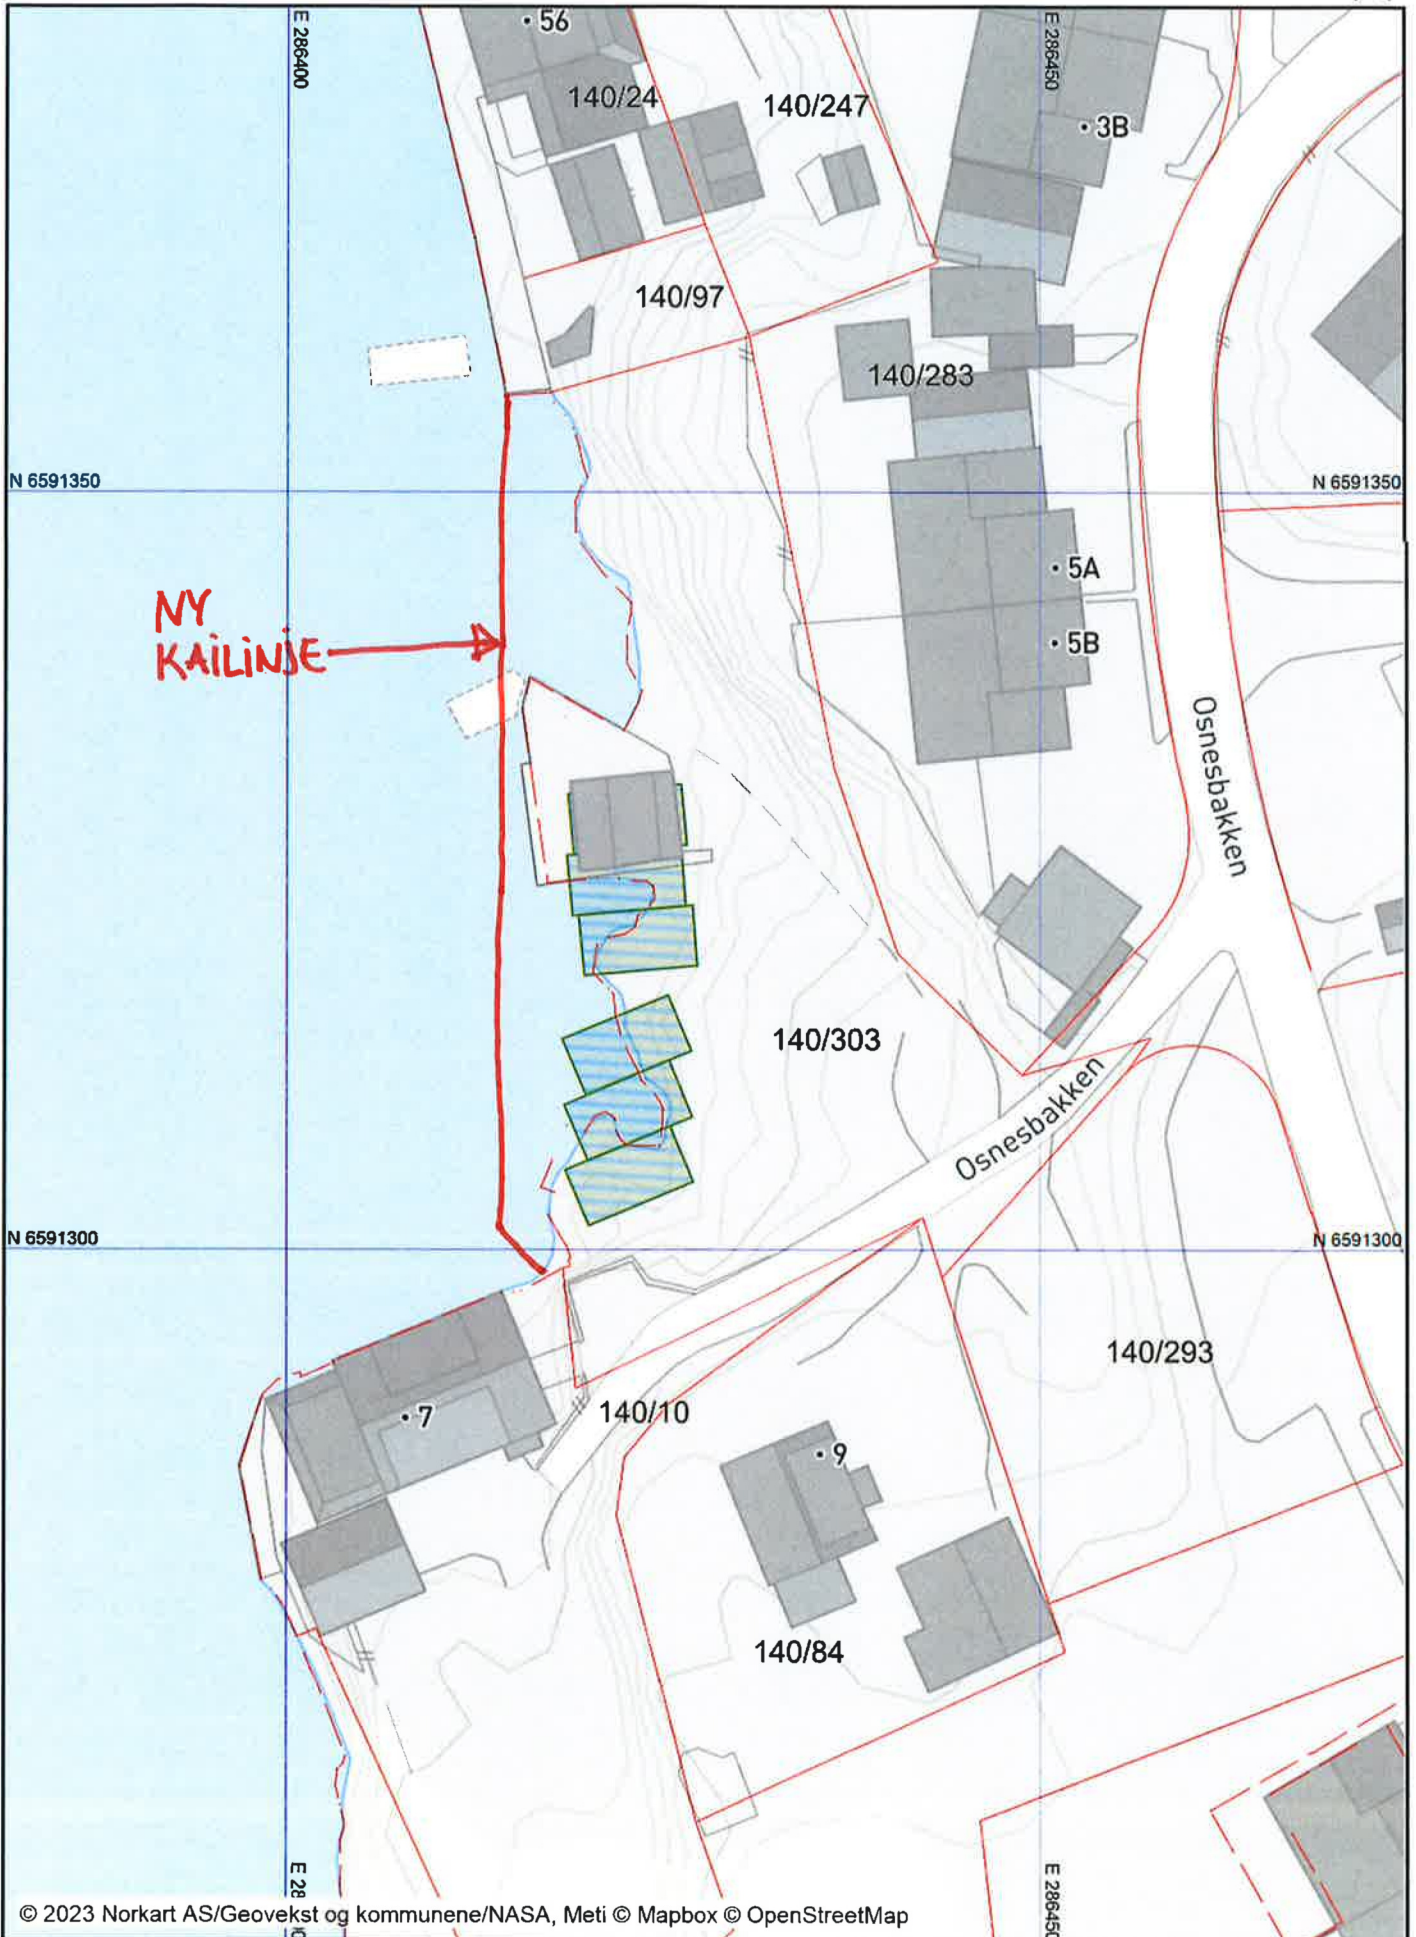 E 286400
56
E 286450
140/24
140/247
3B
140/97
140/283
N 6591350
N 6591350
5A
NY
KAILINJE
5B
Osnesbakken
140/303
Osnesbakken
N 6591300
N 6591300
140/293
7
140/10
9
140/84
E 28
E 286450
© 2023 Norkart AS/Geovekst og kommunene/NASA, Meti © Mapbox © OpenStreetMap